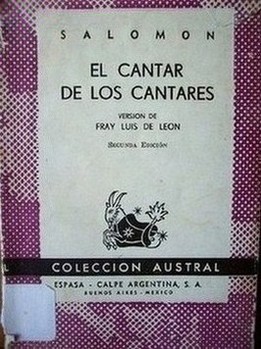 SALOMON
EL CANTAR
DE LOS CANTARES
VERSION DE
FRAY LUIS DE LEON
SEGUNDA EDICIÓN
COLECCION AUSTRAL
ESPASA - CALPE ARGENTINA, S. A.
BUENOS AIRES - MEXICO